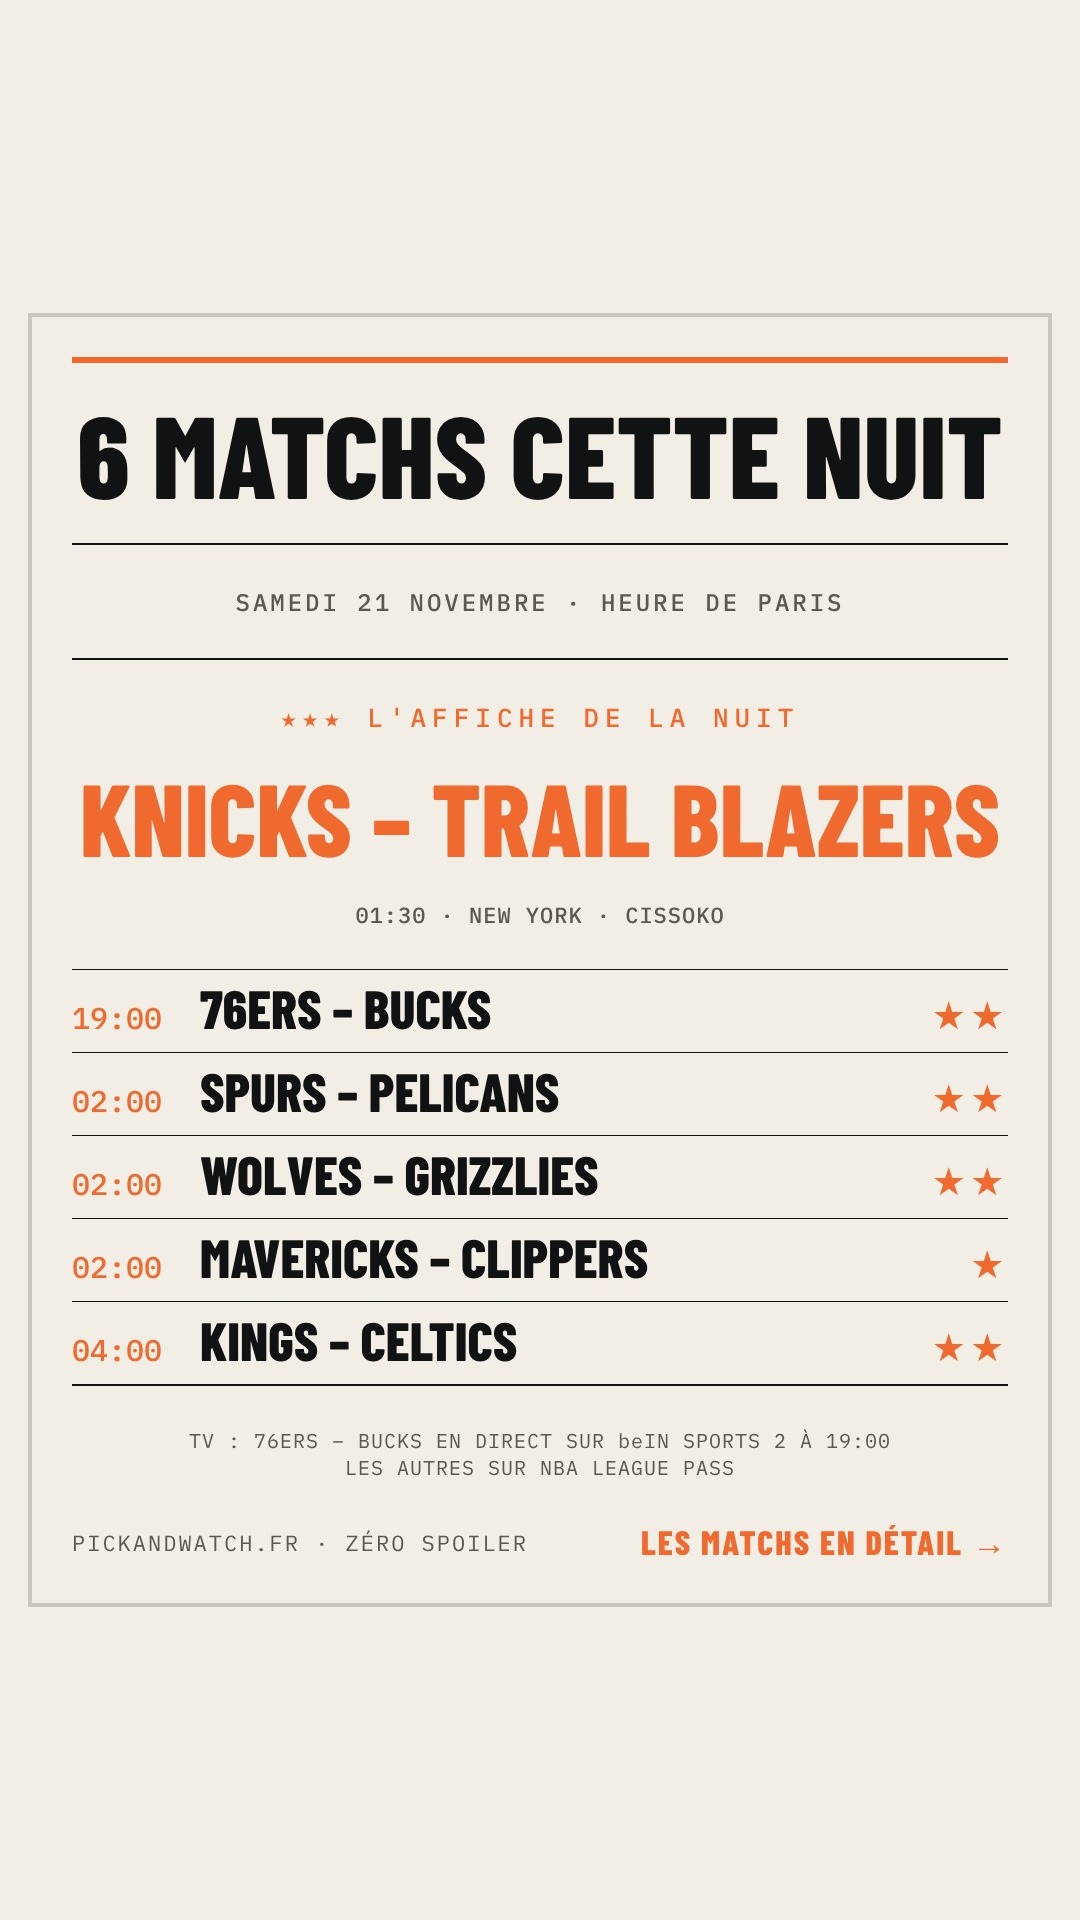 6 MATCHS CETTE NUIT
SAMEDI 21 NOVEMBRE · HEURE DE PARIS
★★★ L'AFFICHE DE LA NUIT
KNICKS – TRAIL BLAZERS
01:30 · NEW YORK · CISSOKO
19:00 76ERS – BUCKS ★★
02:00 SPURS – PELICANS ★★
02:00 WOLVES – GRIZZLIES ★★
02:00 MAVERICKS – CLIPPERS ★
04:00 KINGS – CELTICS ★★
TV : 76ERS – BUCKS EN DIRECT SUR beIN SPORTS 2 À 19:00
LES AUTRES SUR NBA LEAGUE PASS
PICKANDWATCH.FR · ZÉRO SPOILER LES MATCHS EN DÉTAIL →